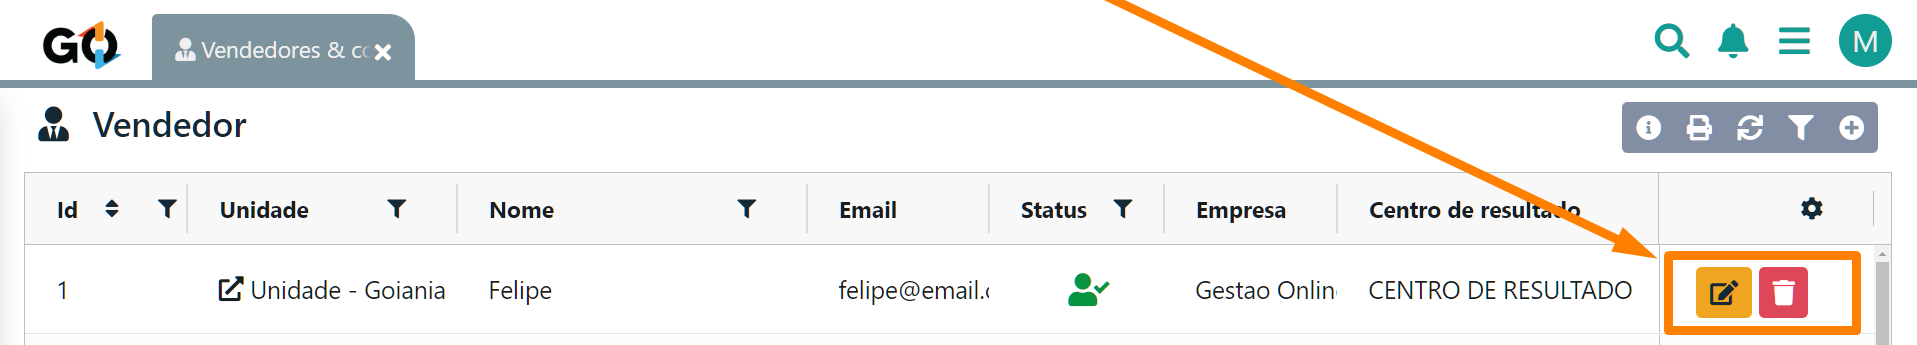 GO
Vendedores & co
M
Vendedor
Id Unidade Nome Email Status Empresa Centro de resultado
1 Unidade - Goiania Felipe felipe@email.c Gestao Onlin CENTRO DE RESULTADO